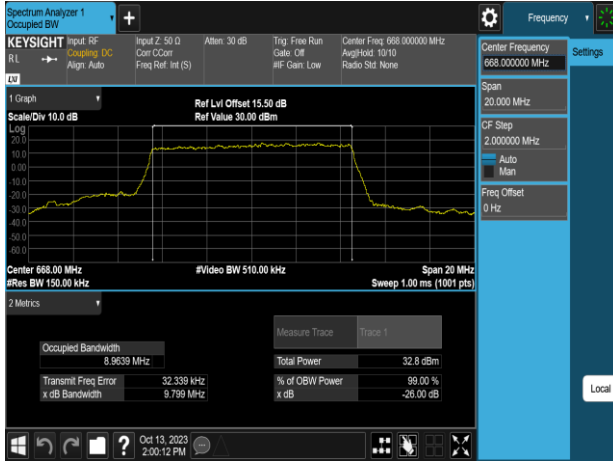 Spectrum Analyzer 1
Occupied BW
+
Frequency
KEYSIGHT
RL
LXI
Input: RF
Coupling: DC
Align: Auto
Input Z: 50 Ω
Corr CCorr
Freq Ref: Int (S)
Atten: 30 dB
Trig: Free Run
Gate: Off
#IF Gain: Low
Center Freq: 668.000000 MHz
Avg|Hold: 10/10
Radio Std: None
Center Frequency
668.000000 MHz
Settings
Span
20.000 MHz
CF Step
2.000000 MHz
Auto
Man
Freq Offset
0 Hz
Local
1 Graph
Scale/Div 10.0 dB
Ref Lvl Offset 15.50 dB
Ref Value 30.00 dBm
Log
20.0
10.0
0.00
-10.0
-20.0
-30.0
-40.0
-50.0
-60.0
Center 668.00 MHz
#Video BW 510.00 kHz
Span 20 MHz
#Res BW 150.00 kHz
Sweep 1.00 ms (1001 pts)
2 Metrics
Measure Trace
Trace 1
Occupied Bandwidth
8.9639 MHz
Total Power
32.8 dBm
Transmit Freq Error
32.339 kHz
% of OBW Power
99.00 %
x dB Bandwidth
9.799 MHz
x dB
-26.00 dB
?
Oct 13, 2023
2:00:12 PM